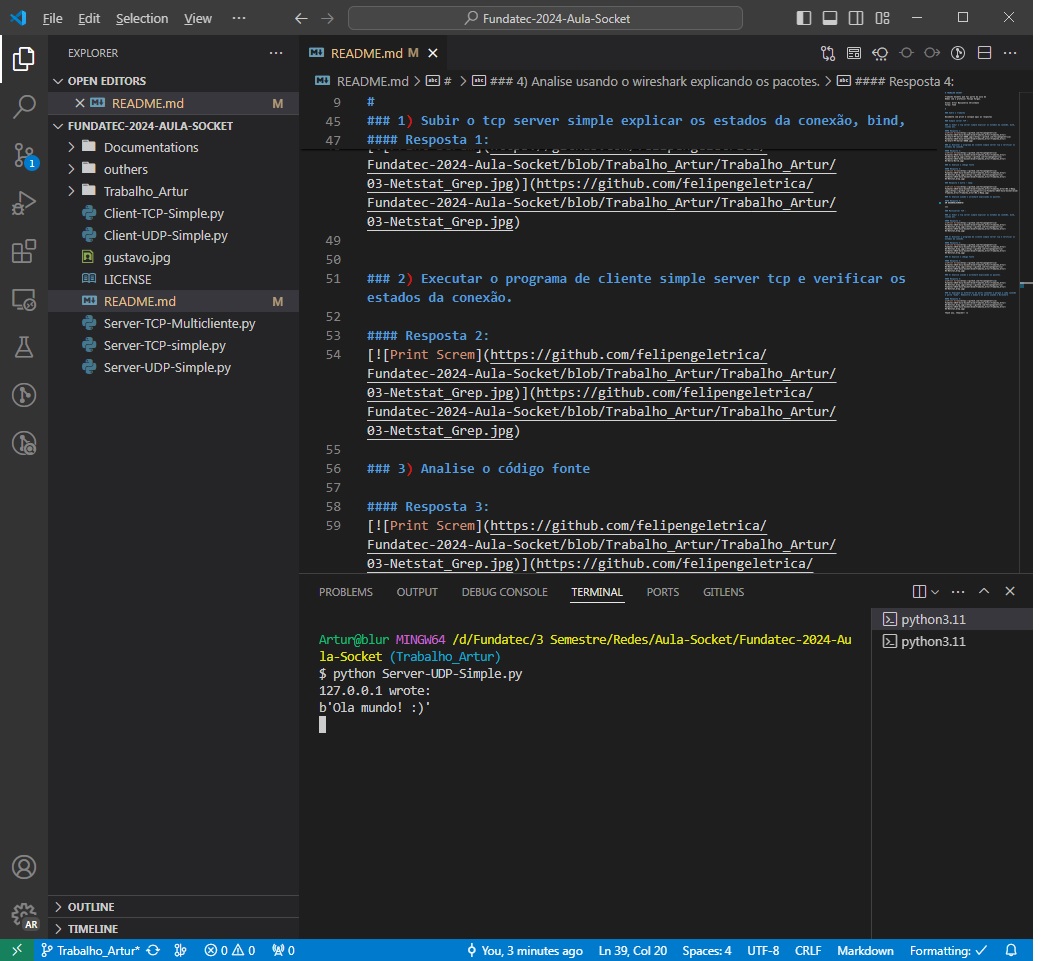 File Edit Selection View ··· Fundatec-2024-Aula-Socket
EXPLORER
OPEN EDITORS
README.md M
FUNDATEC-2024-AULA-SOCKET
Documentations
outhers
Trabalho_Artur
Client-TCP-Simple.py
Client-UDP-Simple.py
gustavo.jpg
LICENSE
README.md M
Server-TCP-Multicliente.py
Server-TCP-simple.py
Server-UDP-Simple.py
OUTLINE
TIMELINE
1
AR
README.md M
README.md > # > ### 4) Analise usando o wireshark explicando os pacotes. > #### Resposta 4:
9 #
45 ### 1) Subir o tcp server simple explicar os estados da conexão, bind,
47 #### Resposta 1:
Fundatec-2024-Aula-Socket/blob/Trabalho_Artur/Trabalho_Artur/
03-Netstat_Grep.jpg)](https://github.com/felipengeletrica/
Fundatec-2024-Aula-Socket/blob/Trabalho_Artur/Trabalho_Artur/
03-Netstat_Grep.jpg)
49
50
51 ### 2) Executar o programa de cliente simple server tcp e verificar os
estados da conexão.
52
53 #### Resposta 2:
54 [![Print Screm](https://github.com/felipengeletrica/
Fundatec-2024-Aula-Socket/blob/Trabalho_Artur/Trabalho_Artur/
03-Netstat_Grep.jpg)](https://github.com/felipengeletrica/
Fundatec-2024-Aula-Socket/blob/Trabalho_Artur/Trabalho_Artur/
03-Netstat_Grep.jpg)
55
56 ### 3) Analise o código fonte
57
58 #### Resposta 3:
59 [![Print Screm](https://github.com/felipengeletrica/
Fundatec-2024-Aula-Socket/blob/Trabalho_Artur/Trabalho_Artur/
03-Netstat_Grep.jpg)](https://github.com/felipengeletrica/
PROBLEMS OUTPUT DEBUG CONSOLE TERMINAL PORTS GITLENS
Artur@blur MINGW64 /d/Fundatec/3 Semestre/Redes/Aula-Socket/Fundatec-2024-Au
la-Socket (Trabalho_Artur)
$ python Server-UDP-Simple.py
127.0.0.1 wrote:
b'Ola mundo! :)'
python3.11
python3.11
Trabalho_Artur* 0 0 0 You, 3 minutes ago Ln 39, Col 20 Spaces: 4 UTF-8 CRLF Markdown Formatting: ✓